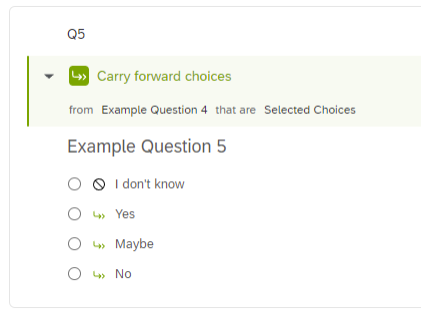 Q5
Carry forward choices
from Example Question 4 that are Selected Choices
Example Question 5
I don't know
Yes
Maybe
No